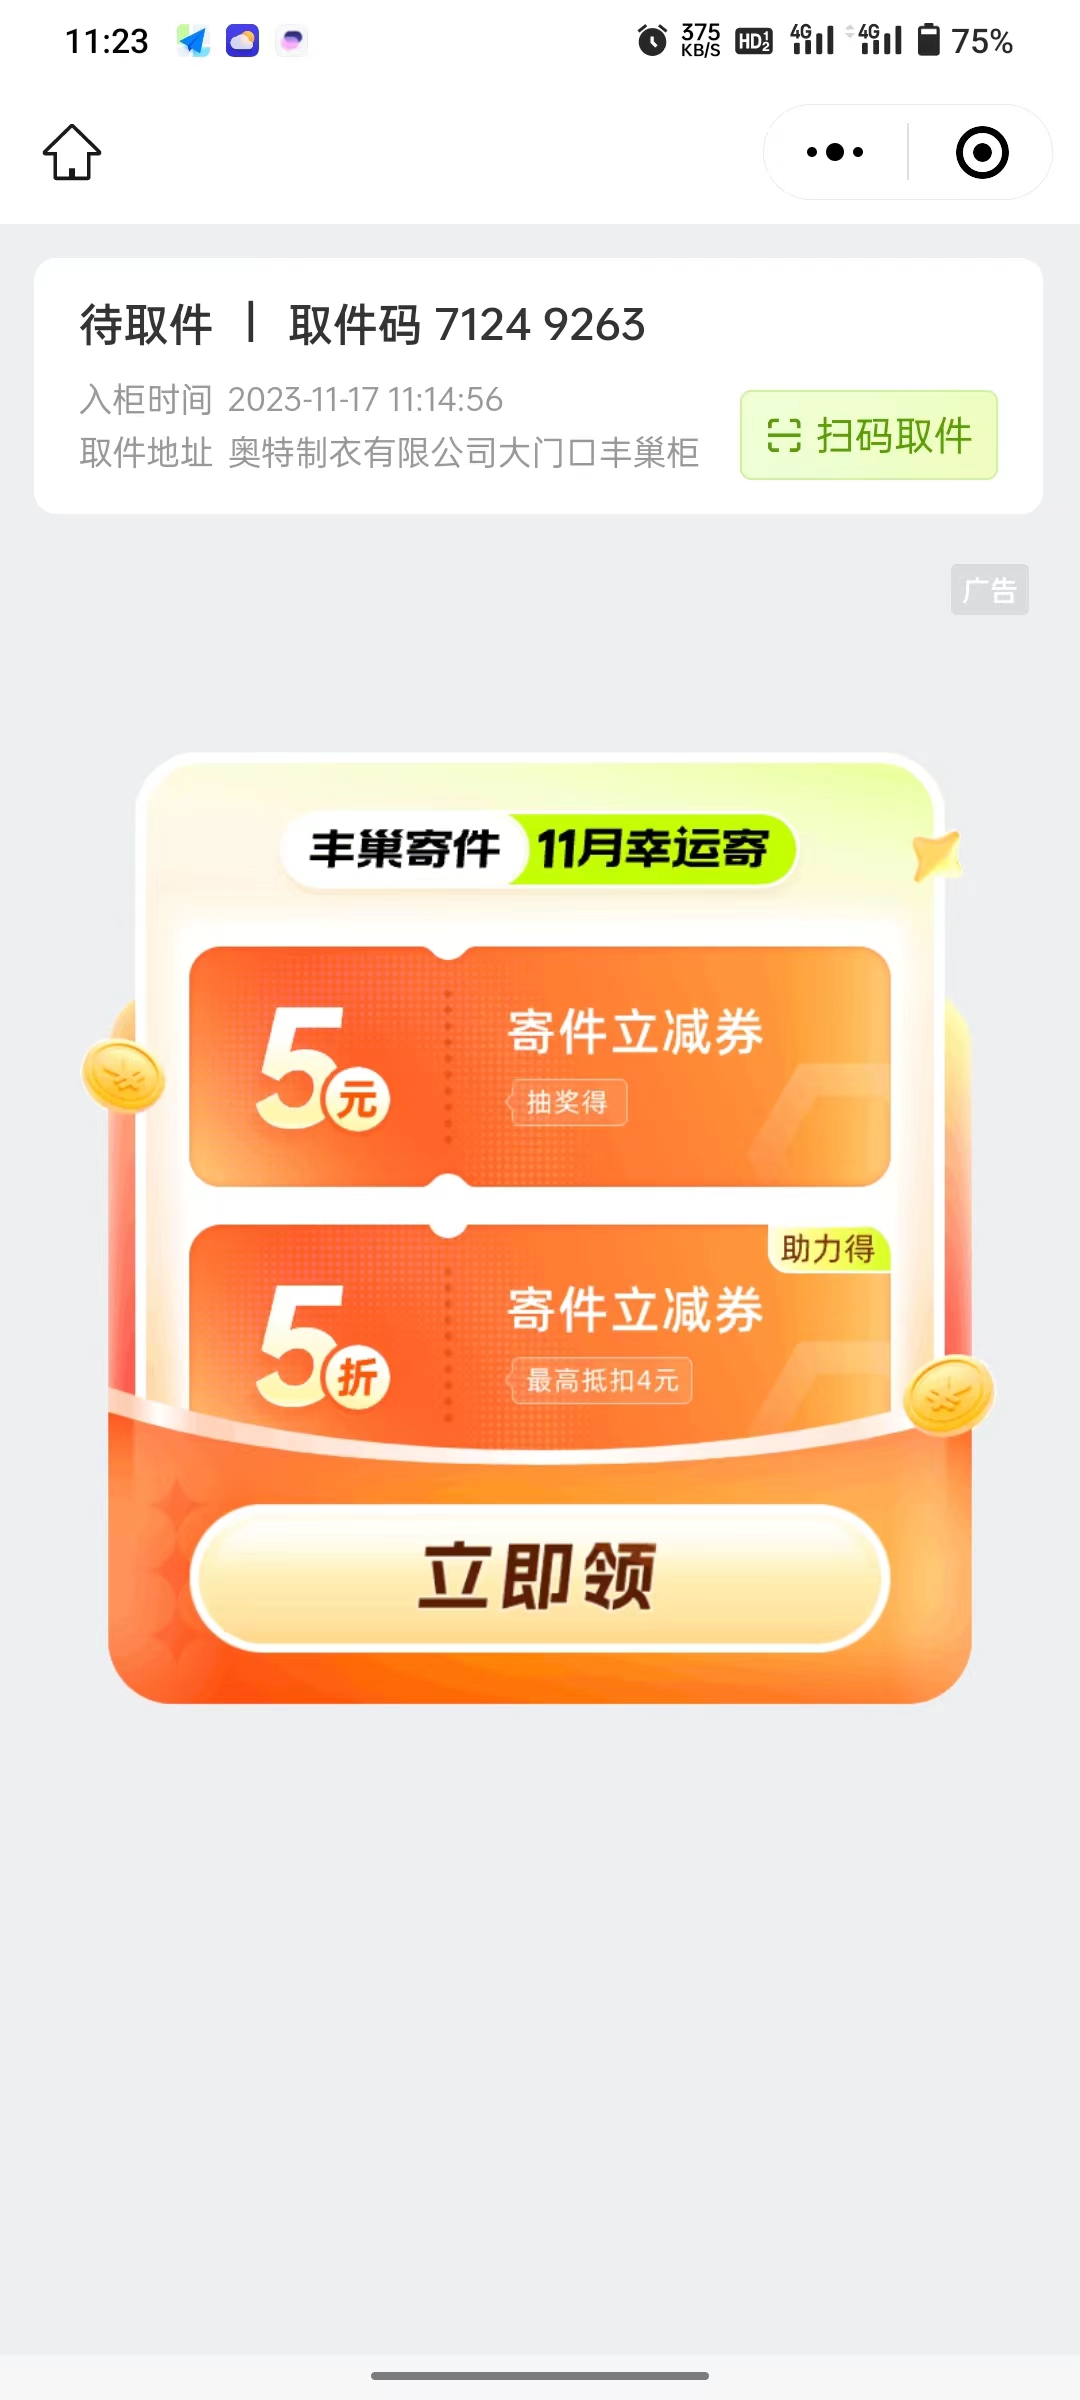 11:23
375
KB/S
HD 1 2
4G
4G
75%
待取件 | 取件码 7124 9263
入柜时间 2023-11-17 11:14:56
取件地址 奥特制衣有限公司大门口丰巢柜
扫码取件
广告
丰巢寄件 11月幸运寄
5元
寄件立减券
抽奖得
助力得
5折
寄件立减券
最高抵扣4元
立即领